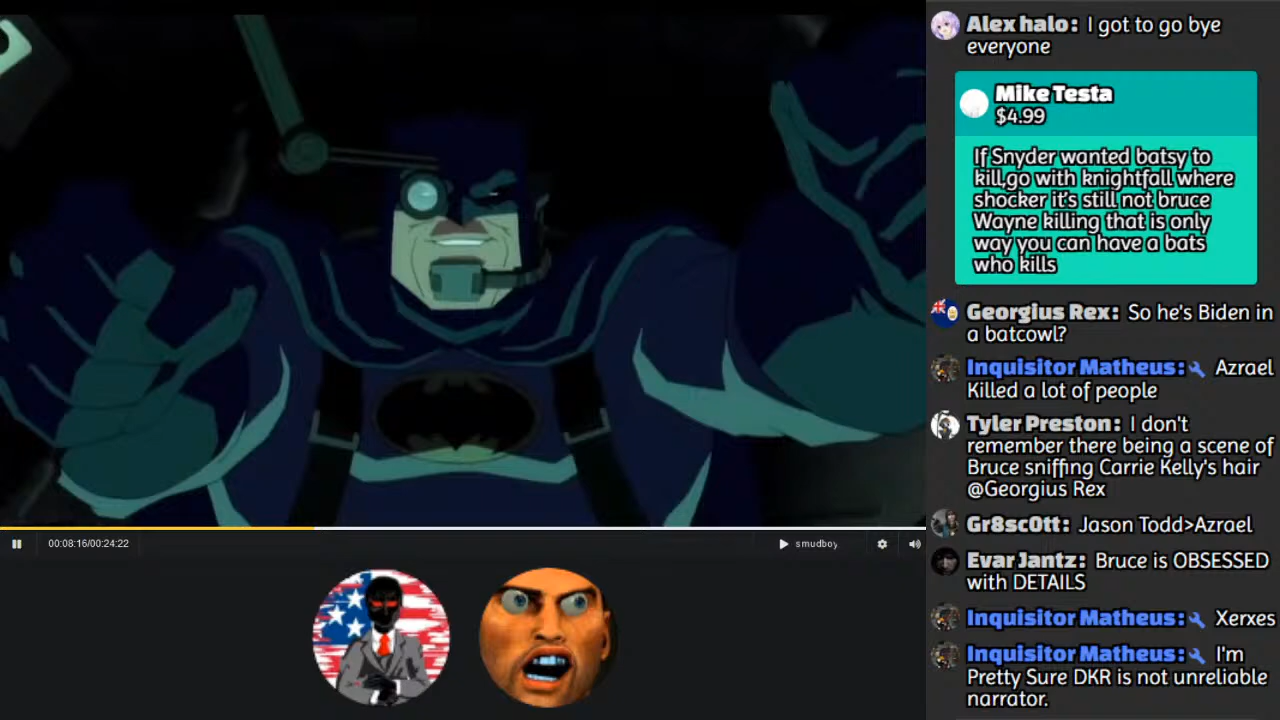 Alex halo: I got to go bye
everyone
Mike Testa
$4.99
If Snyder wanted batsy to
kill,go with knightfall where
shocker it's still not bruce
Wayne killing that is only
way you can have a bats
who kills
Georgius Rex: So he's Biden in
a batcowl?
Inquisitor Matheus: Azrael
Killed a lot of people
Tyler Preston: I don't
remember there being a scene of
Bruce sniffing Carrie Kelly's hair
@Georgius Rex
Gr8sc0tt: Jason Todd>Azrael
Evar Jantz: Bruce is OBSESSED
with DETAILS
Inquisitor Matheus: Xerxes
Inquisitor Matheus: I'm
Pretty Sure DKR is not unreliable
narrator.
00:08:16/00:24:22
smudboy